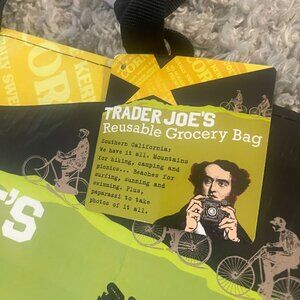 TRADER JOE'S
Reusable Grocery Bag
Southern California:
We have it all. Mountains
for hiking, camping and
picnics... Beaches for
surfing, sunning and
swimming. Plus,
paparazzi to take
photos of it all.
'S